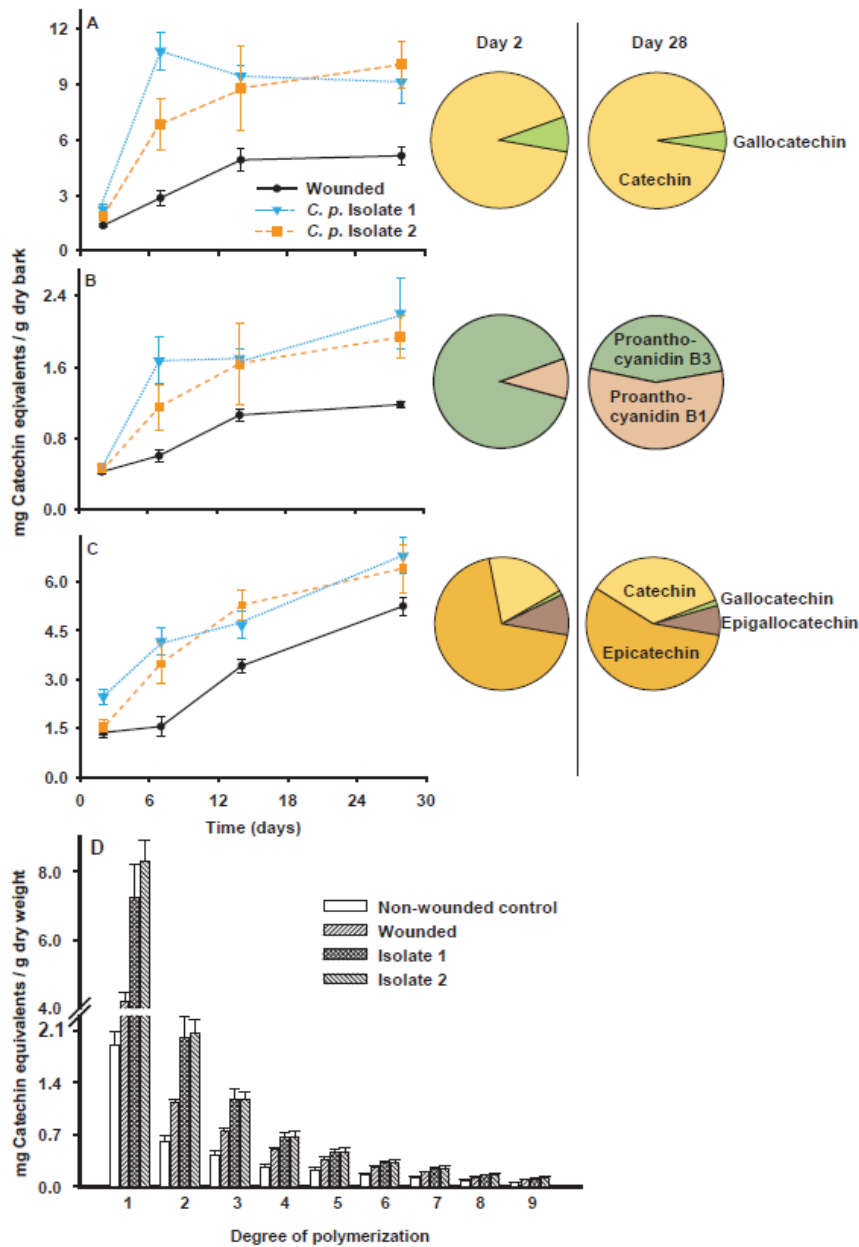 A
12
9
6
3
0
Wounded
C. p. Isolate 1
C. p. Isolate 2
Day 2
Day 28
Gallocatechin
Catechin
mg Catechin eqivalents / g dry bark
B
2.4
1.6
0.8
0.0
Proantho-
cyanidin B3
Proantho-
cyanidin B1
C
6.0
4.5
3.0
1.5
0.0
0 6 12 18 24 30
Time (days)
Catechin
Gallocatechin
Epigallocatechin
Epicatechin
D
mg Catechin equivalents / g dry weight
8.0
6.0
4.0
2.1
1.4
0.7
0.0
Non-wounded control
Wounded
Isolate 1
Isolate 2
1 2 3 4 5 6 7 8 9
Degree of polymerization